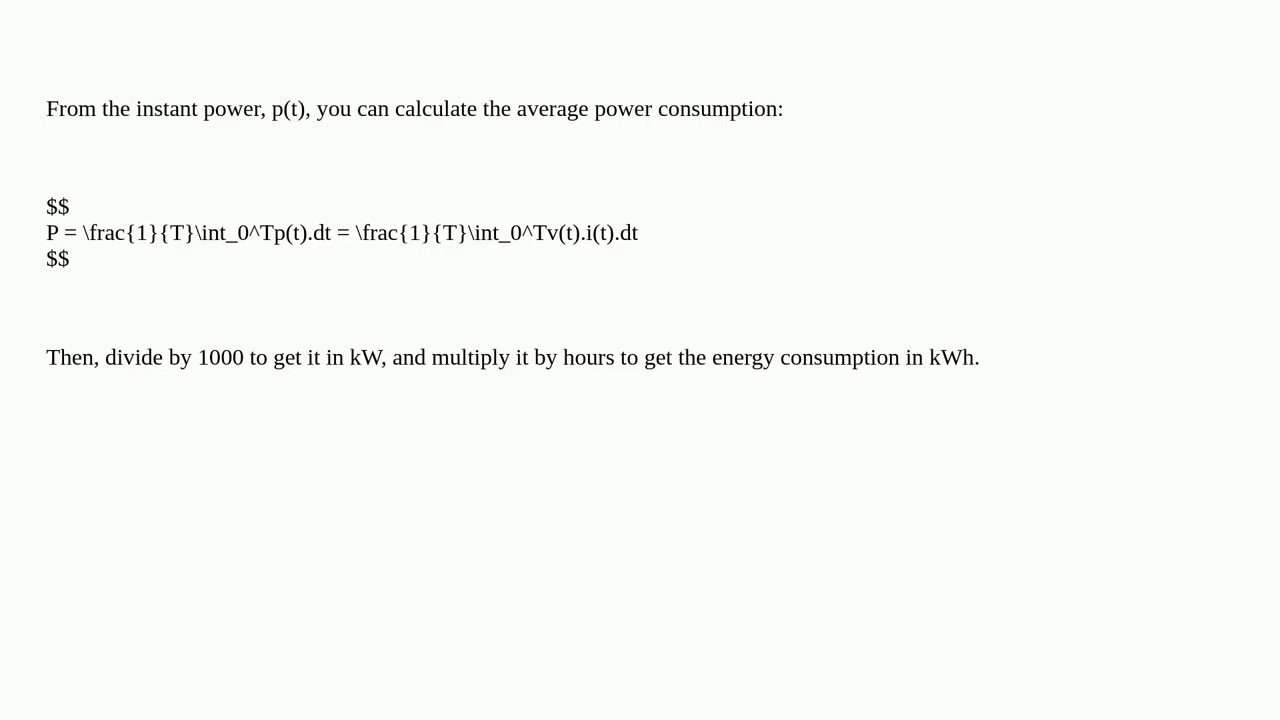 From the instant power, p(t), you can calculate the average power consumption:
$$
P = \frac{1}{T}\int_0^Tp(t).dt = \frac{1}{T}\int_0^Tv(t).i(t).dt
$$
Then, divide by 1000 to get it in kW, and multiply it by hours to get the energy consumption in kWh.